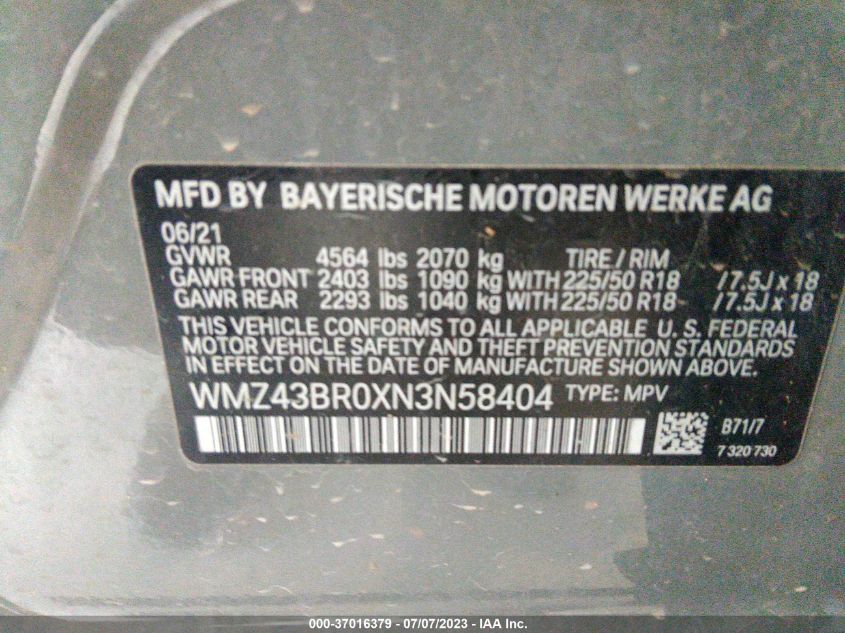 MFD BY BAYERISCHE MOTOREN WERKE AG
06/21
GVWR 4564 lbs 2070 kg TIRE / RIM
GAWR FRONT 2403 lbs 1090 kg WITH 225/50 R18 / 7.5J x 18
GAWR REAR 2293 lbs 1040 kg WITH 225/50 R18 / 7.5J x 18
THIS VEHICLE CONFORMS TO ALL APPLICABLE U. S. FEDERAL
MOTOR VEHICLE SAFETY AND THEFT PREVENTION STANDARDS
IN EFFECT ON THE DATE OF MANUFACTURE SHOWN ABOVE.
WMZ43BR0XN3N58404 TYPE: MPV
B71/7
7 320 730
000-37016379 - 07/07/2023 - IAA Inc.